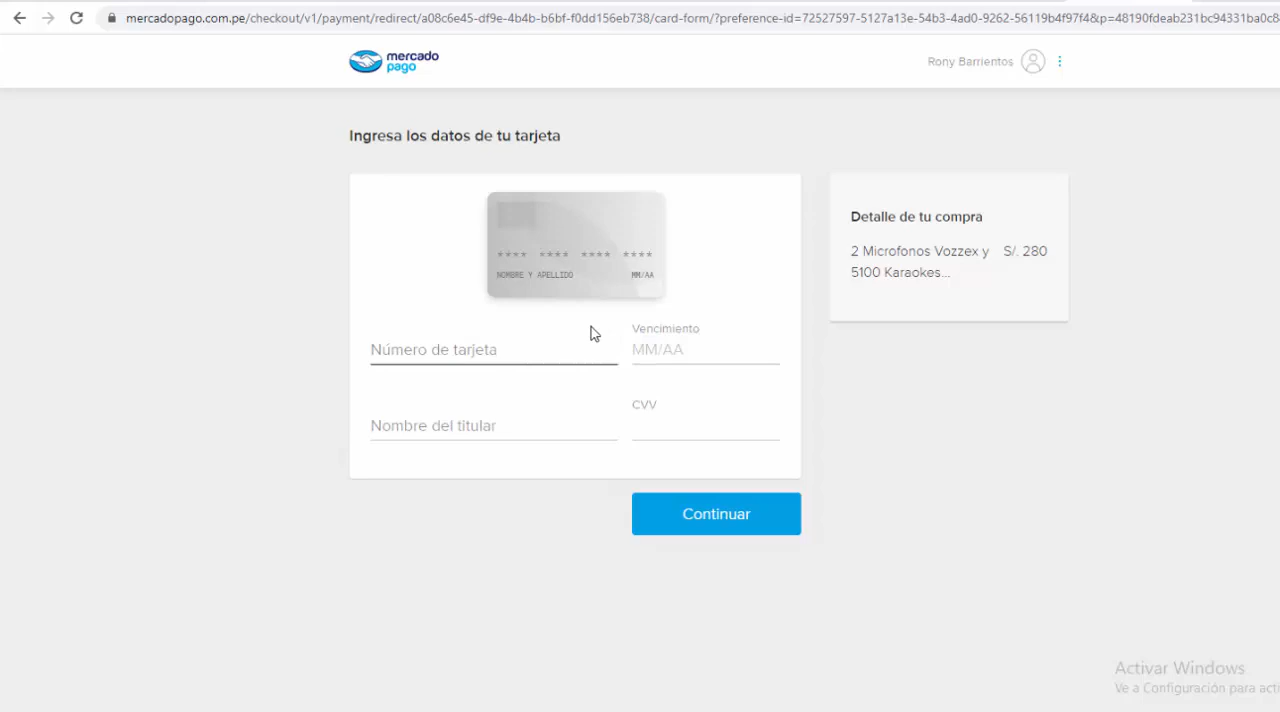 mercadopago.com.pe/checkout/v1/payment/redirect/a08c6e45-df9e-4b4b-b6bf-f0dd156eb738/card-form/?preference-id=72527597-5127a13e-54b3-4ad0-9262-56119b4f97f4&p=48190fdeab231bc94331ba0c8
mercado
pago
Rony Barrientos
Ingresa los datos de tu tarjeta
**** **** **** ****
NOMBRE Y APELLIDO MM/AA
Detalle de tu compra
2 Microfonos Vozzex y S/. 280
5100 Karaokes...
Vencimiento
Número de tarjeta MM/AA
CVV
Nombre del titular
Continuar
Activar Windows
Ve a Configuración para acti